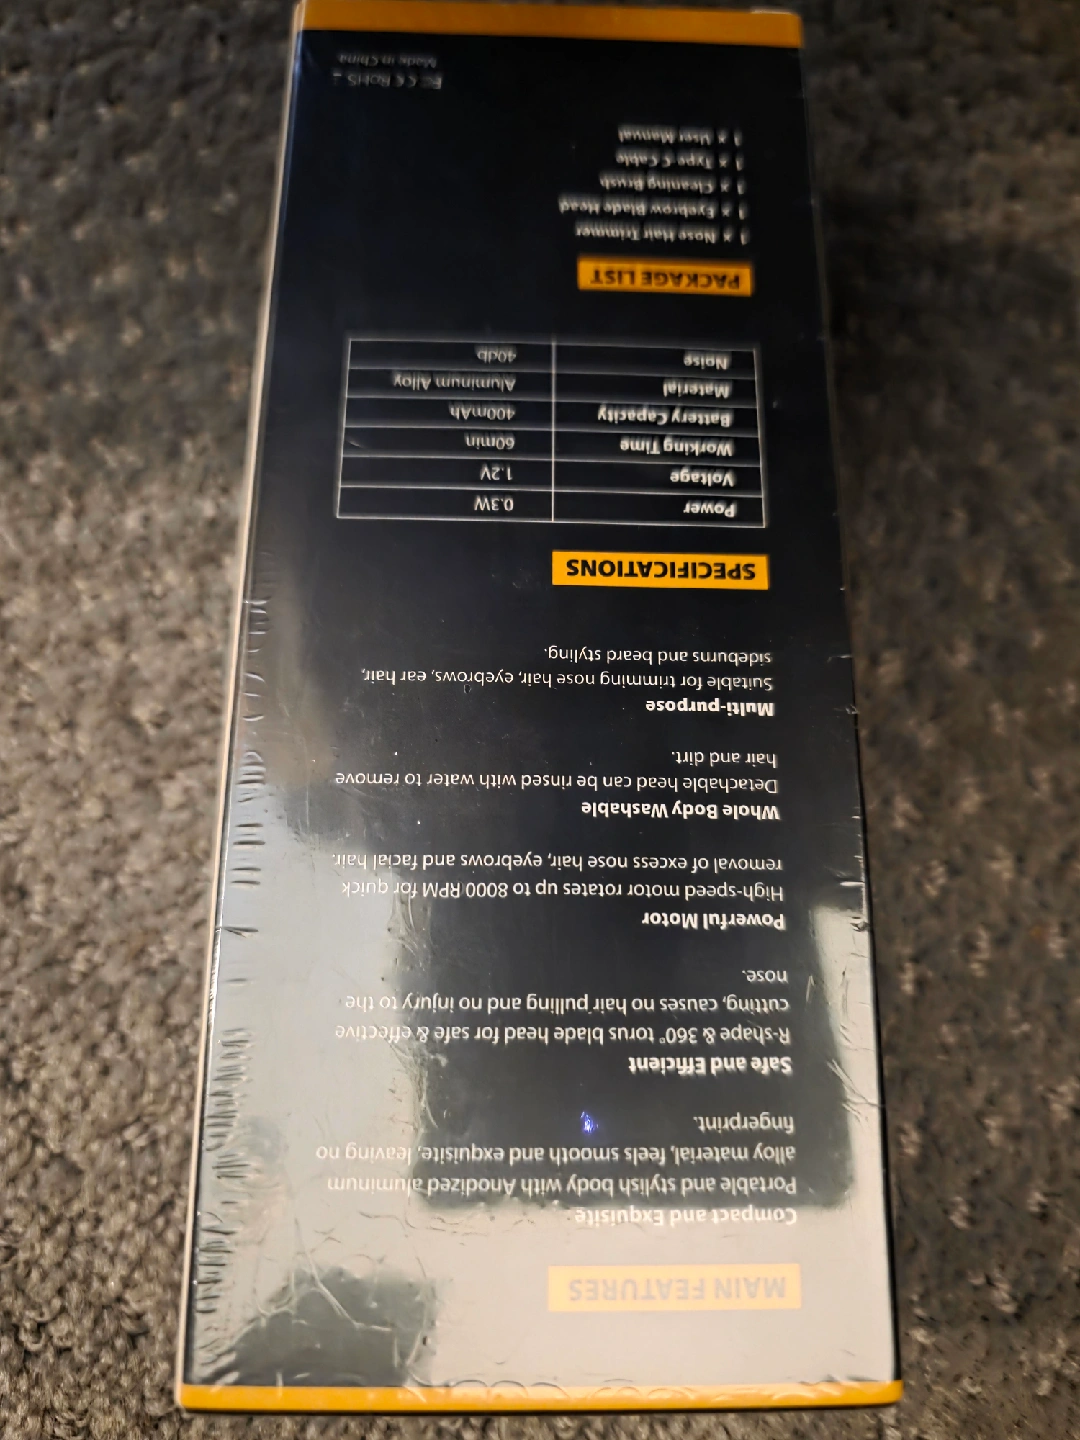 MAIN FEATURES
Compact and Exquisite
Portable and stylish body with Anodized aluminum
alloy material, feels smooth and exquisite, leaving no
fingerprint.
Safe and Efficient
R-shape & 360° torus blade head for safe & effective
cutting, causes no hair pulling and no injury to the
nose.
Powerful Motor
High-speed motor rotates up to 8000 RPM for quick
removal of excess nose hair, eyebrows and facial hair.
Whole Body Washable
Detachable head can be rinsed with water to remove
hair and dirt.
Multi-purpose
Suitable for trimming nose hair, eyebrows, ear hair,
sideburns and beard styling.
SPECIFICATIONS
Power 0.3W
Voltage 1.2V
Working Time 60min
Battery Capacity 400mAh
Material Aluminum Alloy
Noise 40db
PACKAGE LIST
1 × Nose Hair Trimmer
1 × Eyebrow Blade Head
1 × Cleaning Brush
1 × Type-C Cable
1 × User Manual
FC CE RoHS
Made in China